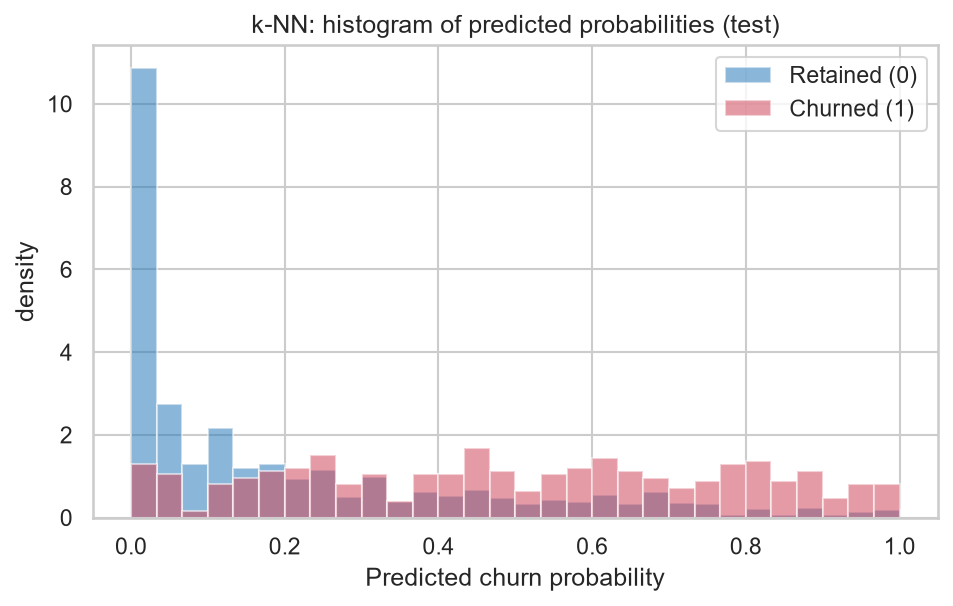 k-NN: histogram of predicted probabilities (test)
Retained (0)
Churned (1)
density
10
8
6
4
2
0
0.0 0.2 0.4 0.6 0.8 1.0
Predicted churn probability